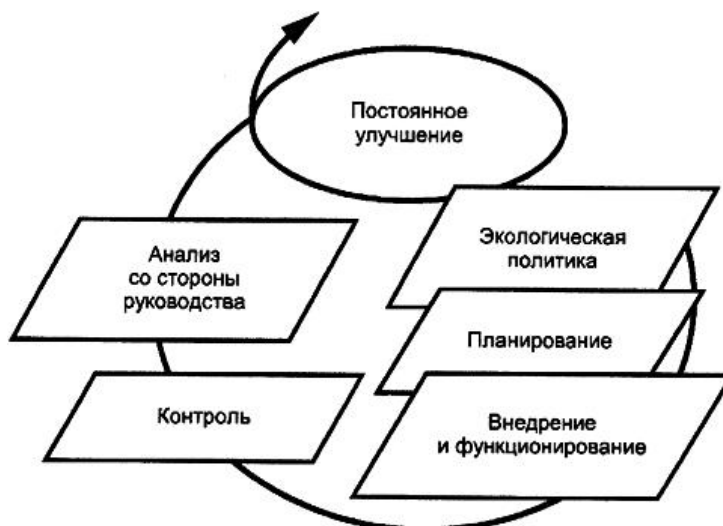 Постоянное
улучшение
Экологическая
политика
Планирование
Внедрение
и функционирование
Контроль
Анализ
со стороны
руководства